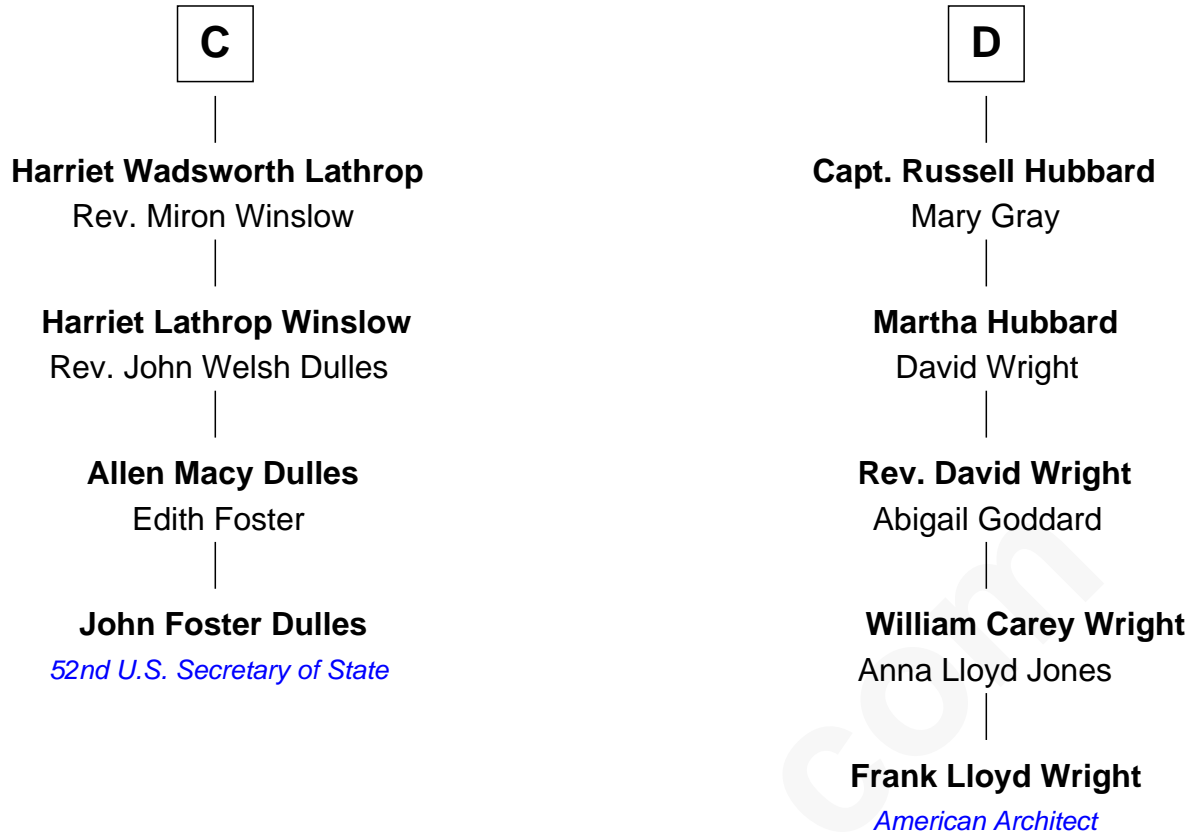 C
Harriet Wadsworth Lathrop
Rev. Miron Winslow
Harriet Lathrop Winslow
Rev. John Welsh Dulles
Allen Macy Dulles
Edith Foster
John Foster Dulles
52nd U.S. Secretary of State
D
Capt. Russell Hubbard
Mary Gray
Martha Hubbard
David Wright
Rev. David Wright
Abigail Goddard
William Carey Wright
Anna Lloyd Jones
Frank Lloyd Wright
American Architect
com